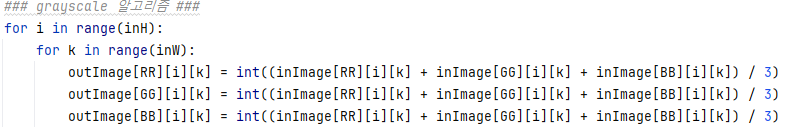 ### grayscale 알고리즘 ###
for i in range(inH):
    for k in range(inW):
        outImage[RR][i][k] = int((inImage[RR][i][k] + inImage[GG][i][k] + inImage[BB][i][k]) / 3)
        outImage[GG][i][k] = int((inImage[RR][i][k] + inImage[GG][i][k] + inImage[BB][i][k]) / 3)
        outImage[BB][i][k] = int((inImage[RR][i][k] + inImage[GG][i][k] + inImage[BB][i][k]) / 3)